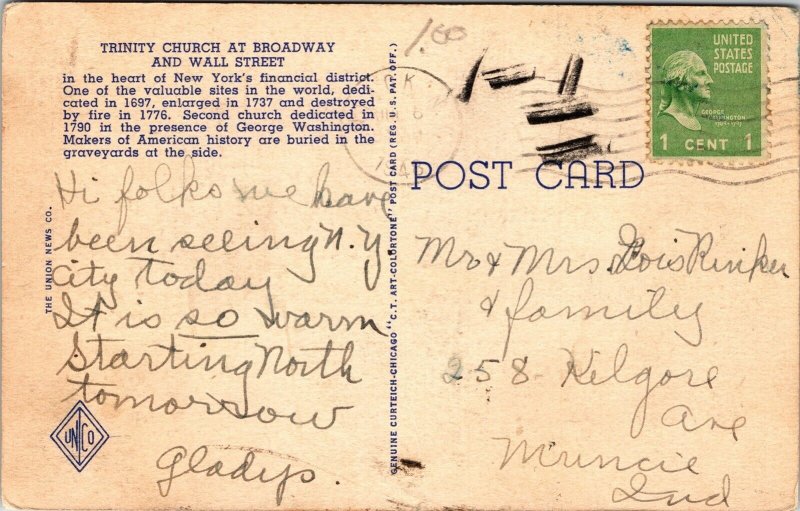 TRINITY CHURCH AT BROADWAY
AND WALL STREET
in the heart of New York's financial district.
One of the valuable sites in the world, dedi-
cated in 1697, enlarged in 1737 and destroyed
by fire in 1776. Second church dedicated in
1790 in the presence of George Washington.
Makers of American history are buried in the
graveyards at the side.
Hi folks we have
been seeing N.Y.
City today
It is so warm
Starting North
tomorrow
Gladys.
THE UNION NEWS CO.
UNCO
GENUINE CURTEICH-CHICAGO "C. T. ART-COLORTONE" POST CARD (REG. U. S. PAT. OFF.)
1.00
UNITED
STATES
POSTAGE
GEORGE
WASHINGTON
1 CENT 1
POST CARD
Mr & Mrs. Lois Rinker
& family
258 Kilgore
Ave
Muncie
Ind